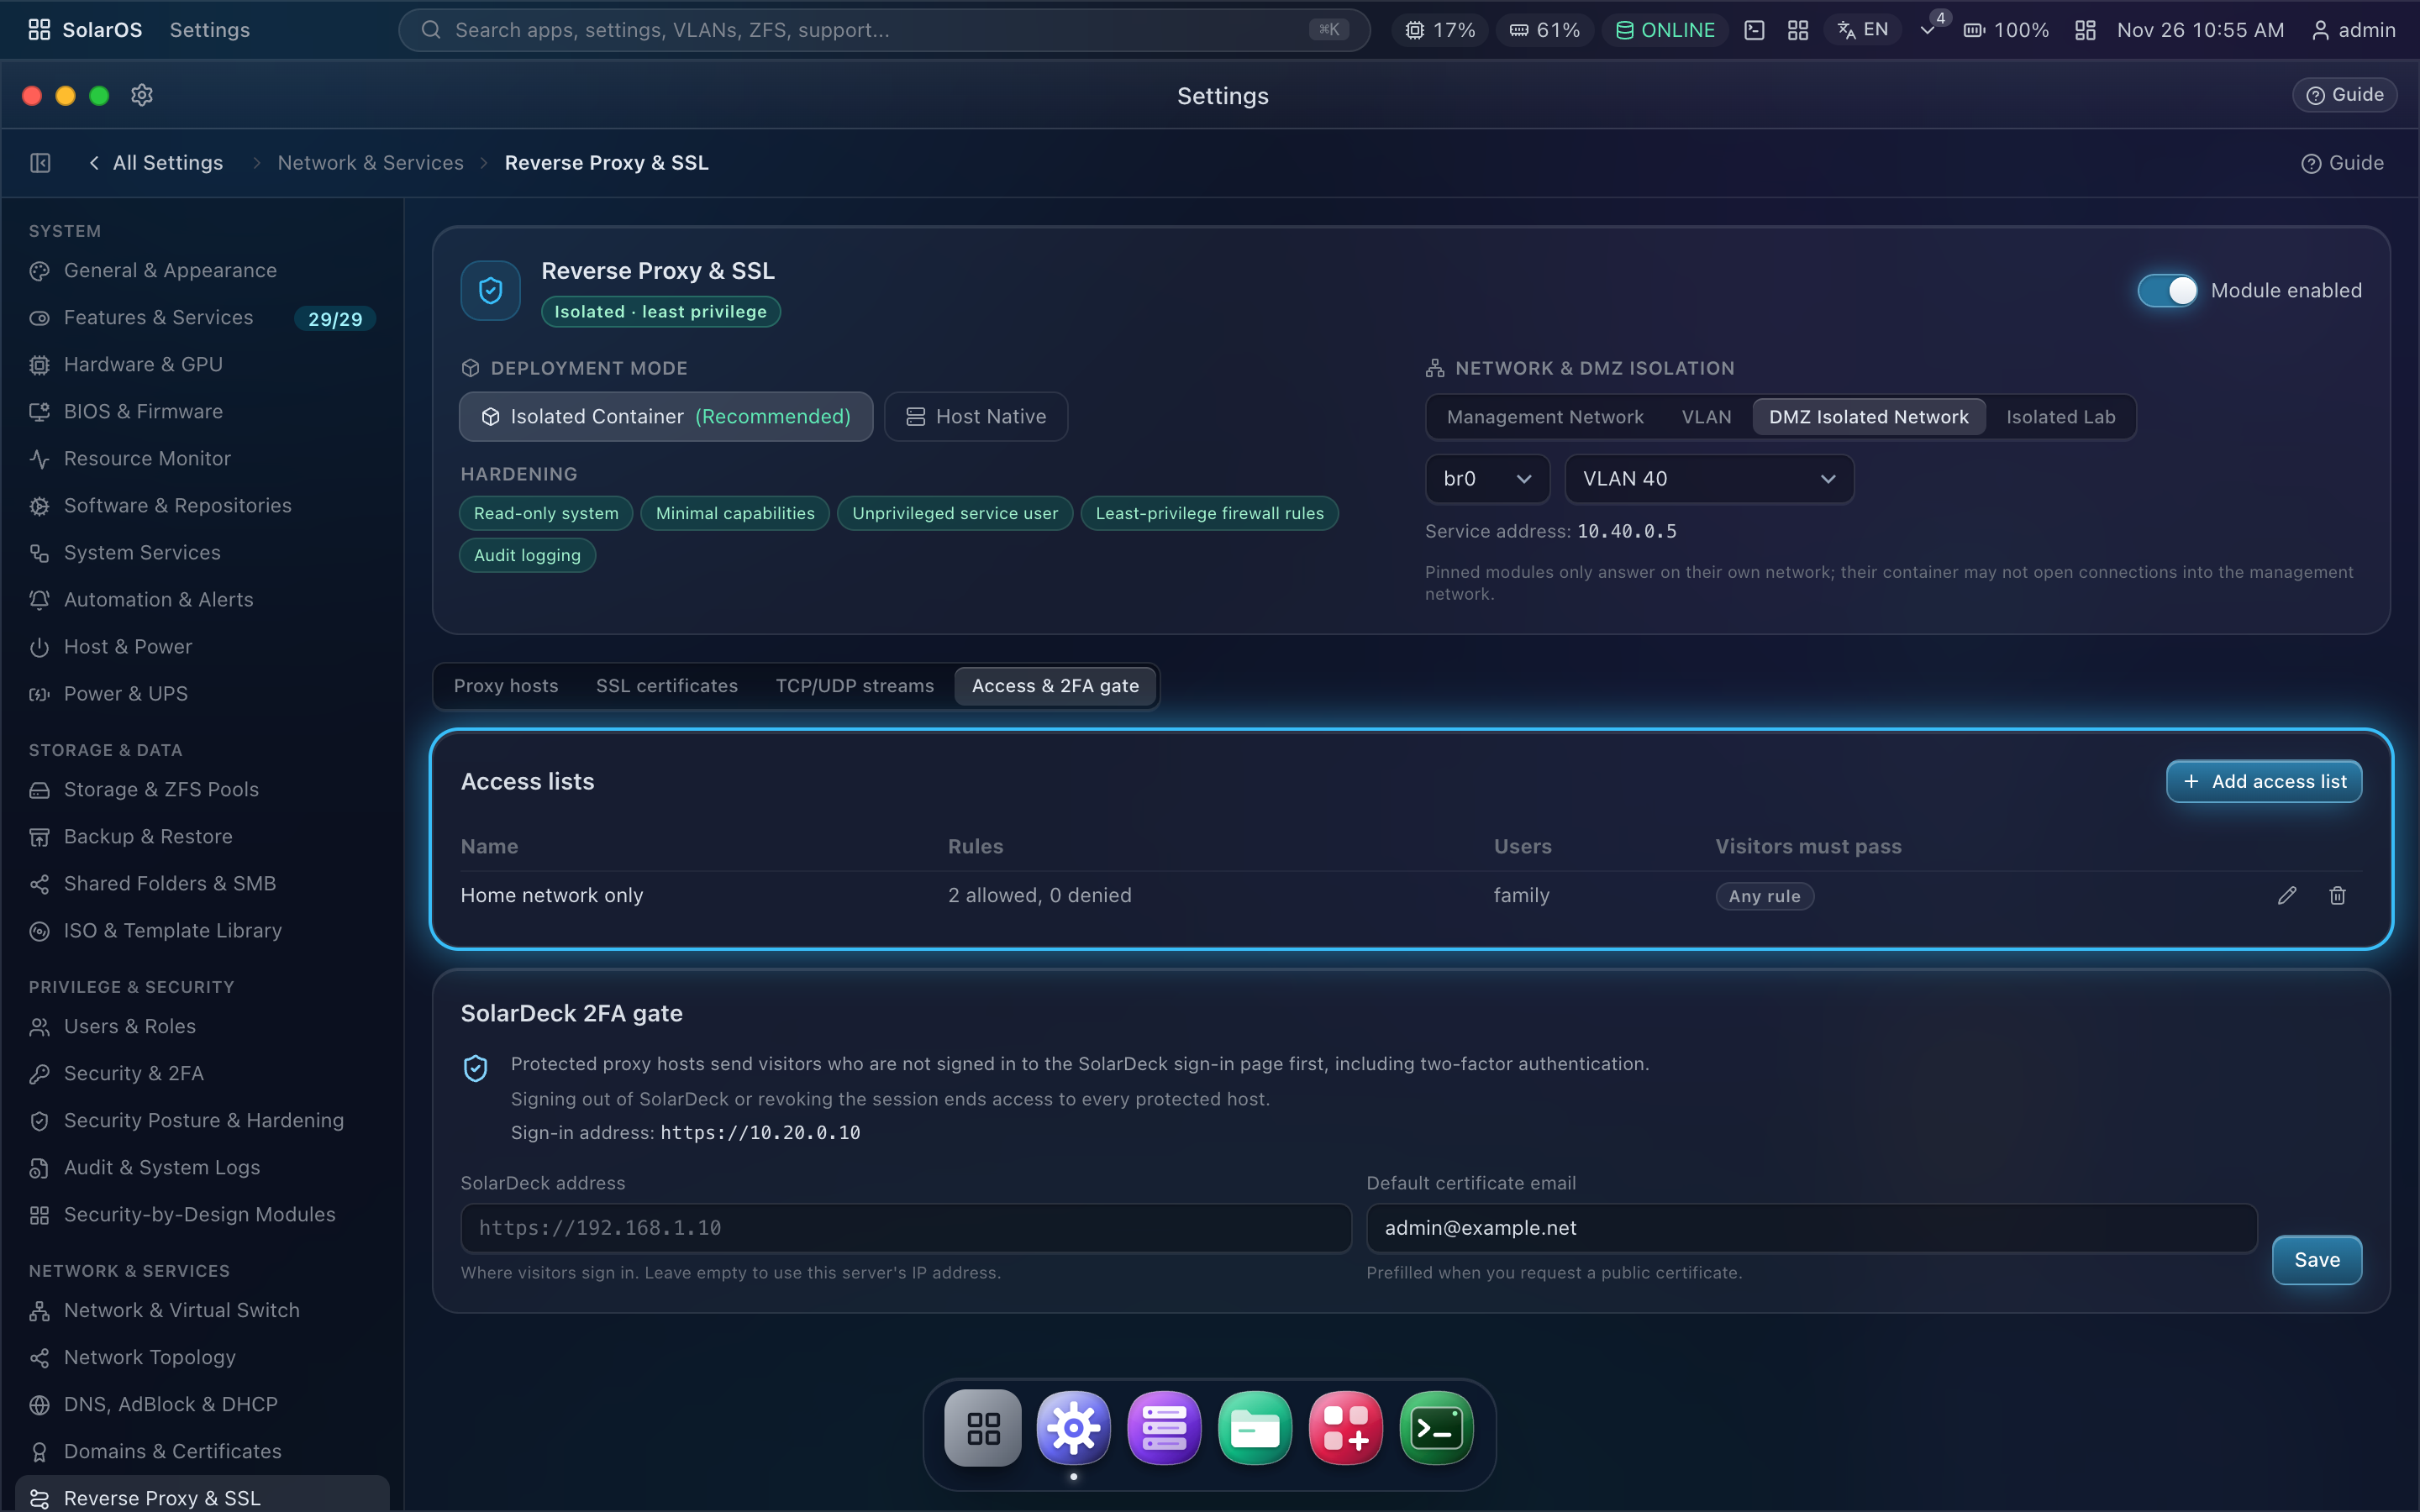 SolarOS Settings Search apps, settings, VLANs, ZFS, support... ⌘K 17% 61% ONLINE EN 4 100% Nov 26 10:55 AM admin
Settings Guide
All Settings > Network & Services > Reverse Proxy & SSL Guide
SYSTEM
General & Appearance
Features & Services 29/29
Hardware & GPU
BIOS & Firmware
Resource Monitor
Software & Repositories
System Services
Automation & Alerts
Host & Power
Power & UPS
STORAGE & DATA
Storage & ZFS Pools
Backup & Restore
Shared Folders & SMB
ISO & Template Library
PRIVILEGE & SECURITY
Users & Roles
Security & 2FA
Security Posture & Hardening
Audit & System Logs
Security-by-Design Modules
NETWORK & SERVICES
Network & Virtual Switch
Network Topology
DNS, AdBlock & DHCP
Domains & Certificates
Reverse Proxy & SSL
Reverse Proxy & SSL
Isolated · least privilege
Module enabled
DEPLOYMENT MODE
Isolated Container (Recommended) Host Native
HARDENING
Read-only system Minimal capabilities Unprivileged service user Least-privilege firewall rules
Audit logging
NETWORK & DMZ ISOLATION
Management Network VLAN DMZ Isolated Network Isolated Lab
br0 VLAN 40
Service address: 10.40.0.5
Pinned modules only answer on their own network; their container may not open connections into the management
network.
Proxy hosts SSL certificates TCP/UDP streams Access & 2FA gate
Access lists + Add access list
Name Rules Users Visitors must pass
Home network only 2 allowed, 0 denied family Any rule
SolarDeck 2FA gate
Protected proxy hosts send visitors who are not signed in to the SolarDeck sign-in page first, including two-factor authentication.
Signing out of SolarDeck or revoking the session ends access to every protected host.
Sign-in address: https://10.20.0.10
SolarDeck address Default certificate email
https://192.168.1.10 admin@example.net
Save
Where visitors sign in. Leave empty to use this server's IP address. Prefilled when you request a public certificate.